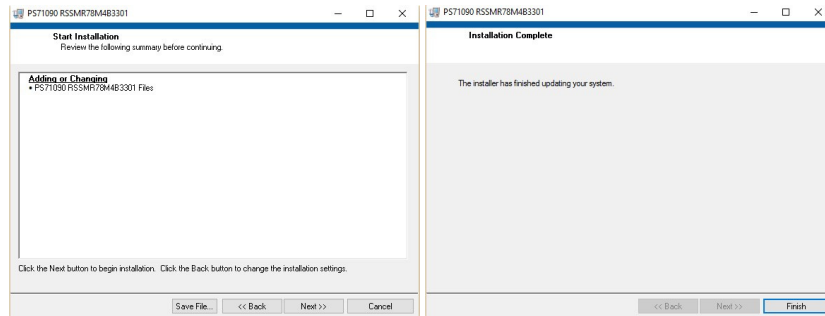 PS71090 RSSMR78M4B3301
Start Installation
Review the following summary before continuing.
Adding or Changing
• PS71090 RSSMR78M4B3301 Files
Click the Next button to begin installation. Click the Back button to change the installation settings.
Save File...
<< Back
Next >>
Cancel
PS71090 RSSMR78M4B3301
Installation Complete
The installer has finished updating your system.
<< Back
Next >>
Finish